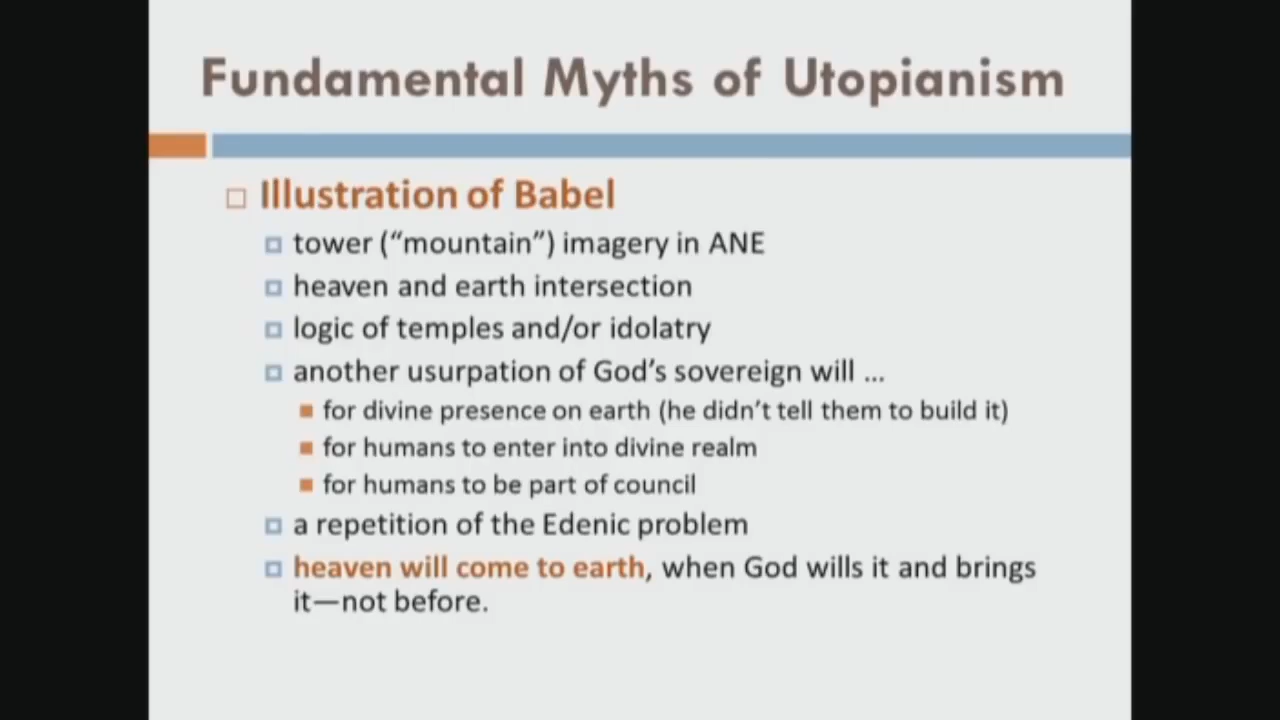 Fundamental Myths of Utopianism
Illustration of Babel
tower (“mountain”) imagery in ANE
heaven and earth intersection
logic of temples and/or idolatry
another usurpation of God’s sovereign will ...
for divine presence on earth (he didn’t tell them to build it)
for humans to enter into divine realm
for humans to be part of council
a repetition of the Edenic problem
heaven will come to earth, when God wills it and brings
it—not before.